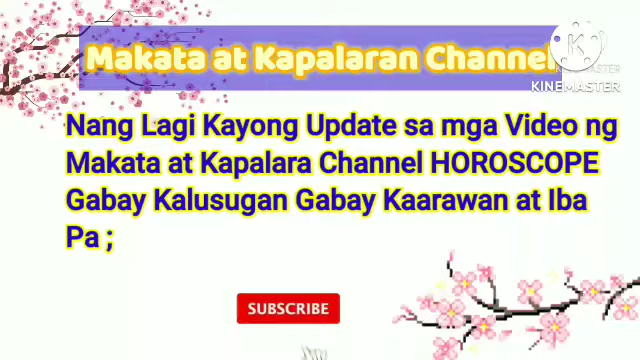 Makata at Kapalaran Channel
KINEMASTER
KINEMASTER
Nang Lagi Kayong Update sa mga Video ng
Makata at Kapalara Channel HOROSCOPE
Gabay Kalusugan Gabay Kaarawan at Iba
Pa ;
SUBSCRIBE